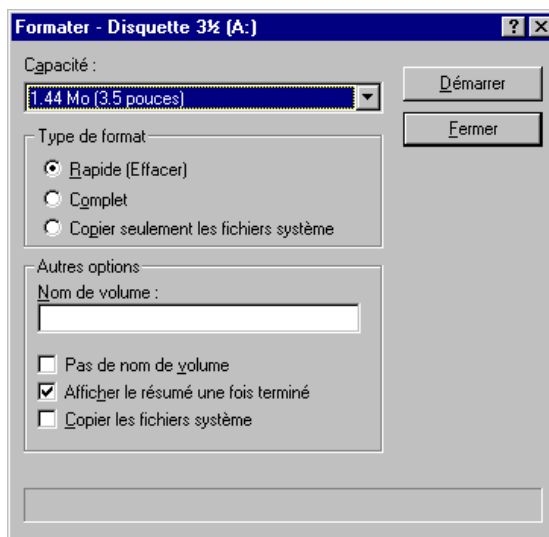 Formater - Disquette 3½ (A:)
Capacité :
1.44 Mo (3.5 pouces)
Démarrer
Fermer
Type de format
Rapide (Effacer)
Complet
Copier seulement les fichiers système
Autres options
Nom de volume :
Pas de nom de volume
Afficher le résumé une fois terminé
Copier les fichiers système